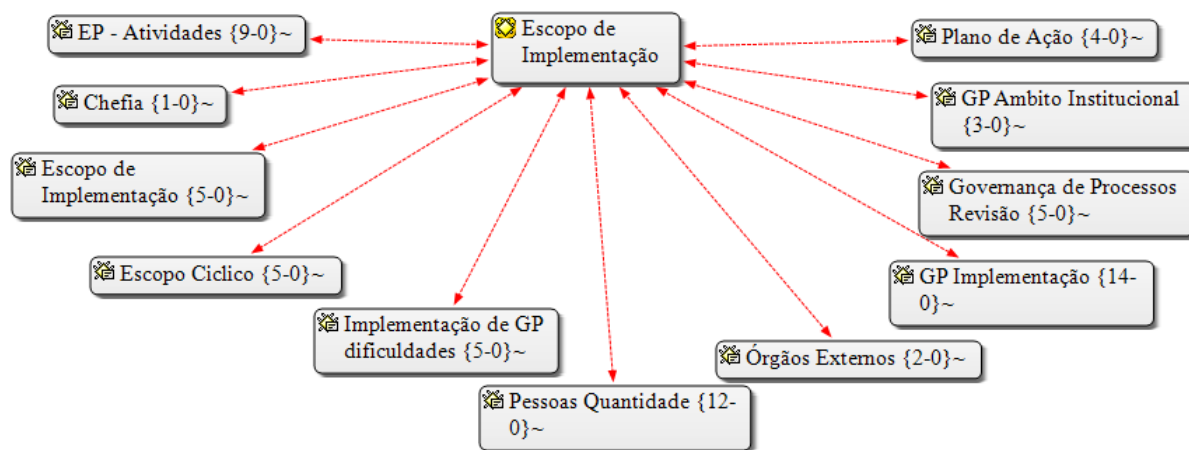 EP - Atividades {9-0}~
Escopo de
Implementação
Plano de Ação {4-0}~
Chefia {1-0}~
GP Ambito Institucional
{3-0}~
Escopo de
Implementação {5-0}~
Governança de Processos
Revisão {5-0}~
Escopo Ciclico {5-0}~
GP Implementação {14-
0}~
Implementação de GP
dificuldades {5-0}~
Órgãos Externos {2-0}~
Pessoas Quantidade {12-
0}~